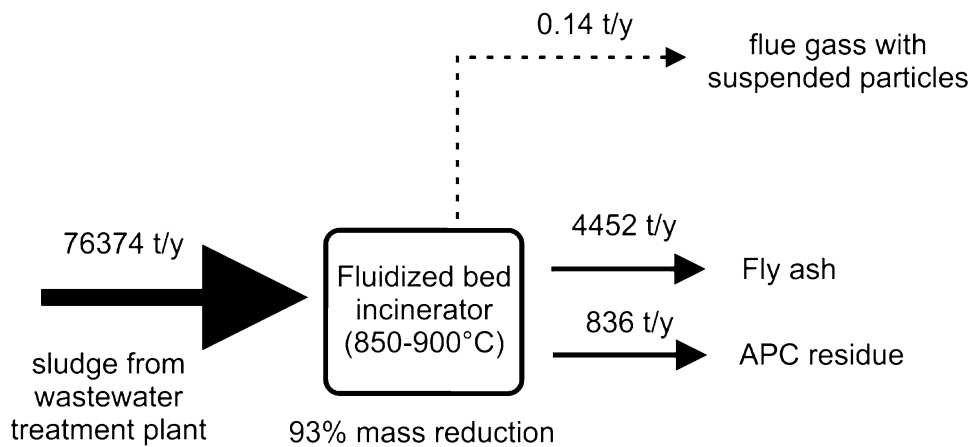 0.14 t/y
flue gass with
suspended particles
76374 t/y
sludge from
wastewater
treatment plant
Fluidized bed
incinerator
(850-900°C)
93% mass reduction
4452 t/y
Fly ash
836 t/y
APC residue